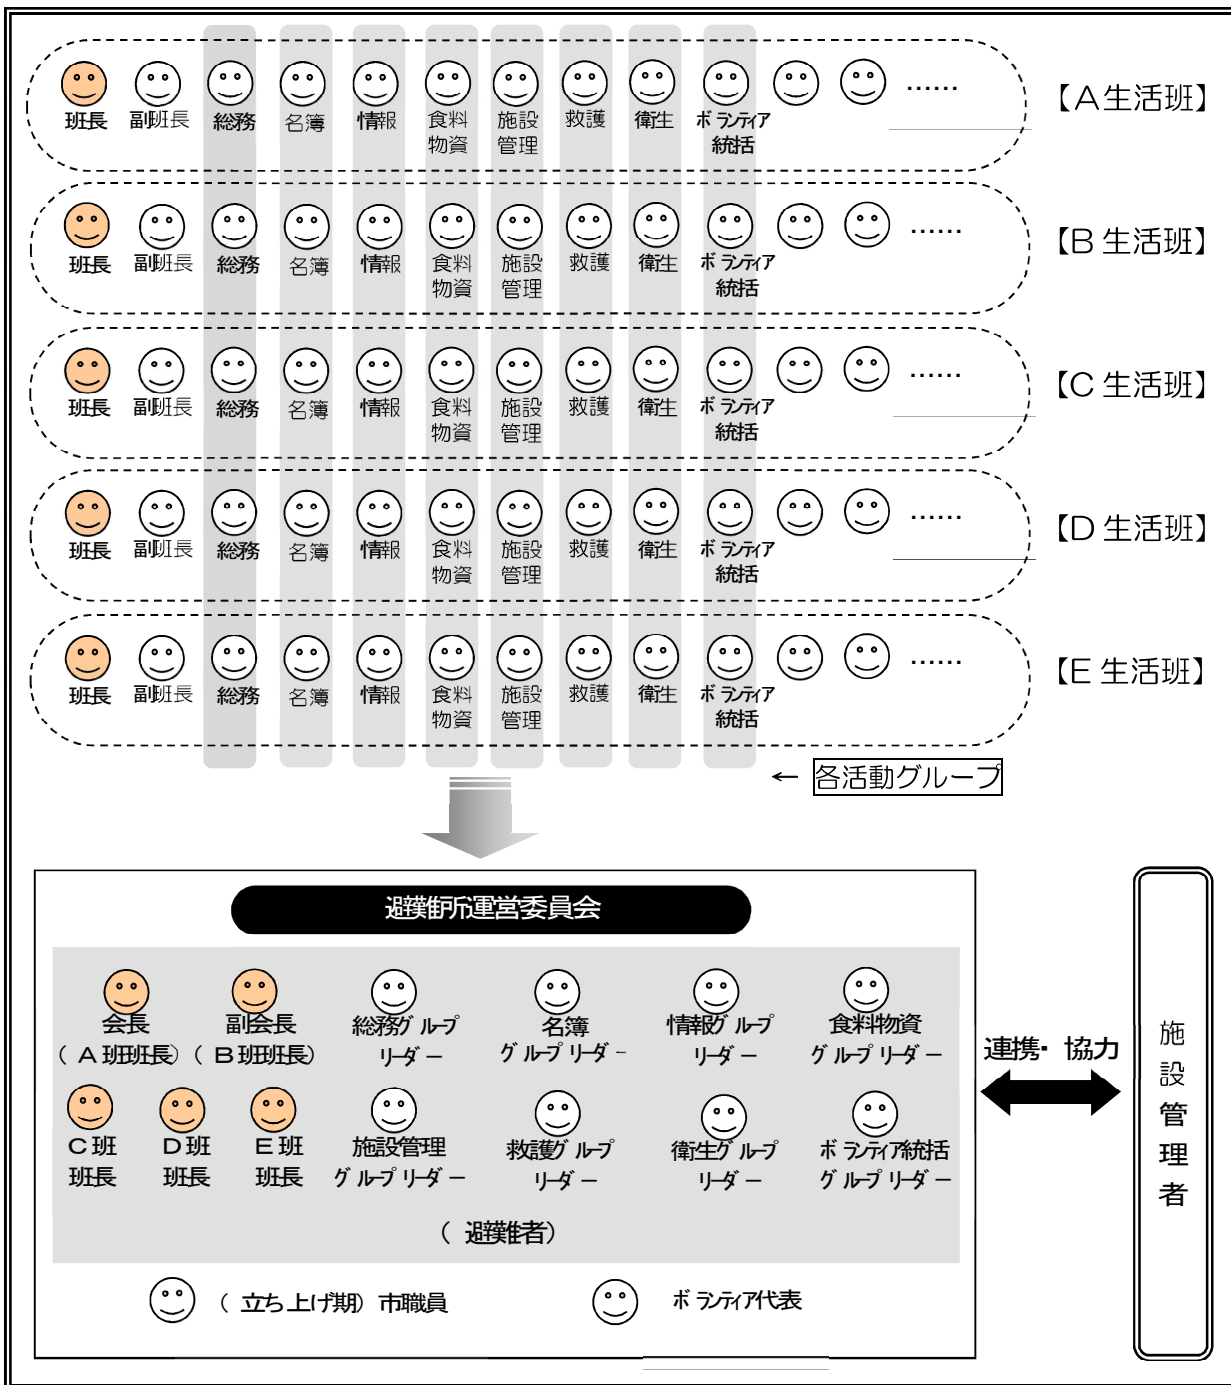 班長 副班長 総務 名簿 情報 食料 施設 救護 衛生 ボランティア ……
物資 管理 統括
【A生活班】
班長 副班長 総務 名簿 情報 食料 施設 救護 衛生 ボランティア ……
物資 管理 統括
【B生活班】
班長 副班長 総務 名簿 情報 食料 施設 救護 衛生 ボランティア ……
物資 管理 統括
【C生活班】
班長 副班長 総務 名簿 情報 食料 施設 救護 衛生 ボランティア ……
物資 管理 統括
【D生活班】
班長 副班長 総務 名簿 情報 食料 施設 救護 衛生 ボランティア ……
物資 管理 統括
【E生活班】
← 各活動グループ
避難所運営委員会
会長 副会長 総務グループ 名簿 情報グループ 食料物資
(A班班長) (B班班長) リーダー グループリーダー リーダー グループリーダー
C班 D班 E班 施設管理 救護グループ 衛生グループ ボランティア統括
班長 班長 班長 グループリーダー リーダー リーダー グループリーダー
(避難者)
(立ち上げ期)市職員 ボランティア代表
連携・協力
施設管理者